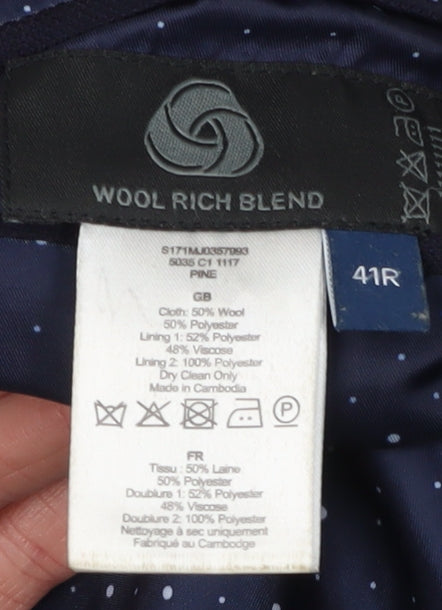 WOOL RICH BLEND
S171MJ0357993
5035 C1 1117
PINE
GB
Cloth: 50% Wool
50% Polyester
Lining 1: 52% Polyester
48% Viscose
Lining 2: 100% Polyester
Dry Clean Only
Made in Cambodia
P
FR
Tissu : 50% Laine
50% Polyester
Doublure 1: 52% Polyester
48% Viscose
Doublure 2: 100% Polyester
Nettoyage à sec uniquement
Fabriqué au Cambodge
41R